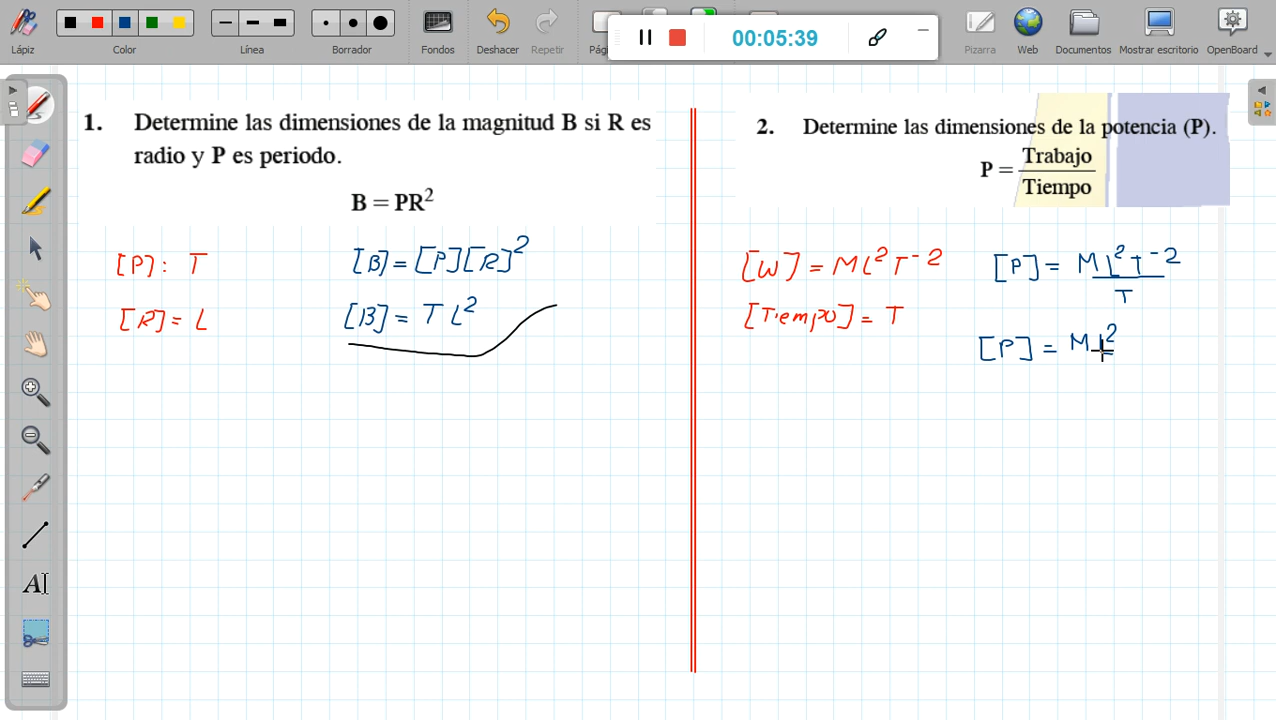 Lápiz
Color
Línea
Borrador
Fondos
Deshacer
Repetir
00:05:39
Pizarra
Web
Documentos
Mostrar escritorio
OpenBoard
1. Determine las dimensiones de la magnitud B si R es
radio y P es periodo.
B = PR²
[P]: T
[R] = L
[B] = [P][R]²
[B] = T L²
2. Determine las dimensiones de la potencia (P).
P = Trabajo
Tiempo
[W] = M L² T⁻²
[Tiempo] = T
[P] = M L² T⁻²
T
[P] = M L²